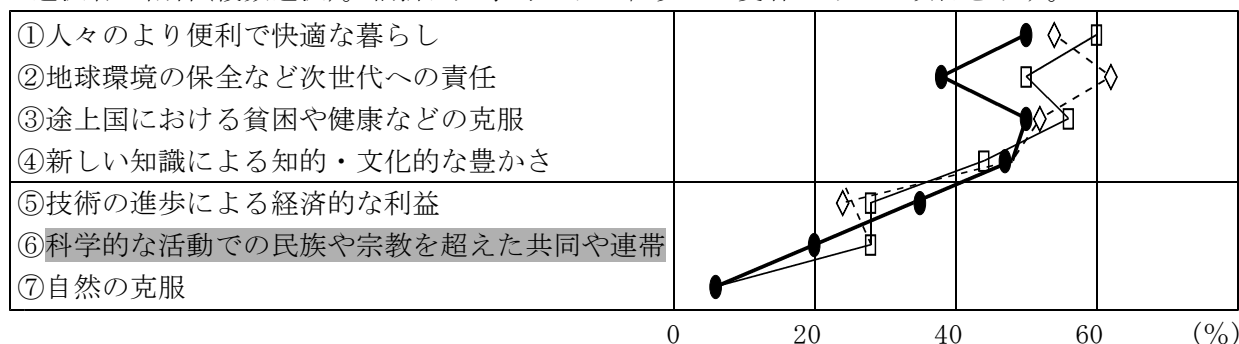 ①人々のより便利で快適な暮らし
②地球環境の保全など次世代への責任
③途上国における貧困や健康などの克服
④新しい知識による知的・文化的な豊かさ
⑤技術の進歩による経済的な利益
⑥科学的な活動での民族や宗教を超えた共同や連帯
⑦自然の克服
0 20 40 60 (%)